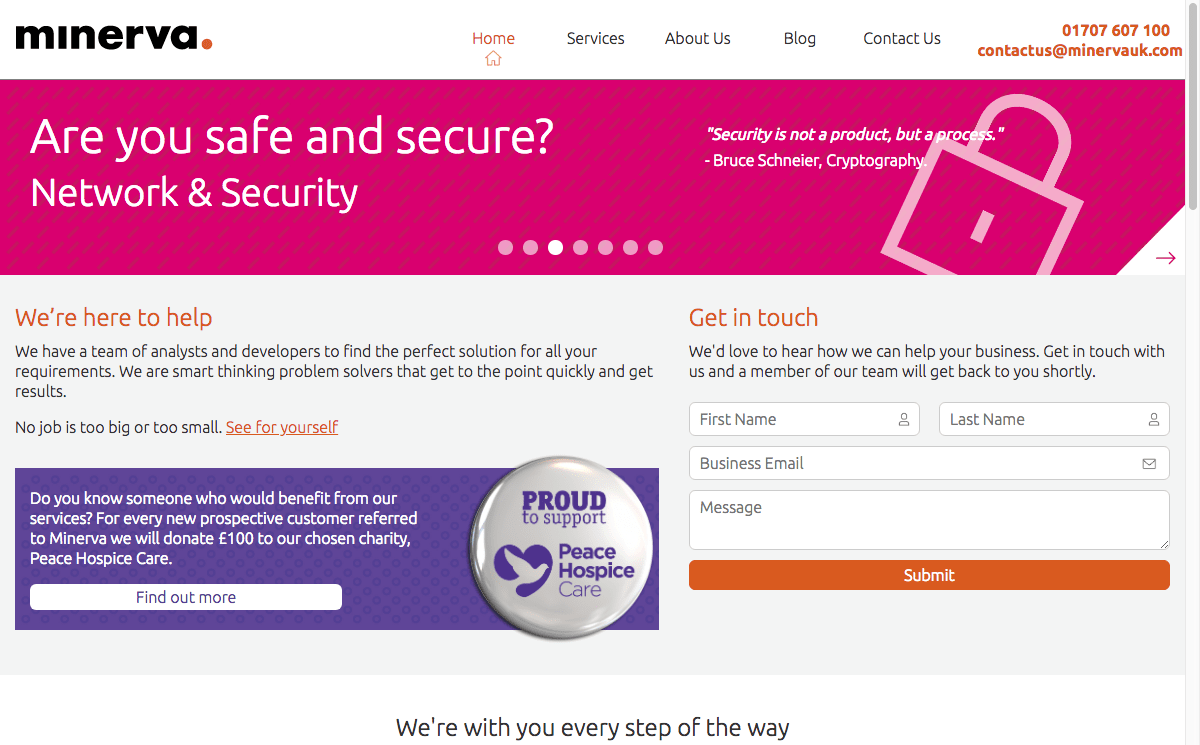 minerva.
Home
Services
About Us
Blog
Contact Us
01707 607 100
contactus@minervauk.com
Are you safe and secure?
Network & Security
"Security is not a product, but a process."
- Bruce Schneier, Cryptography.
We’re here to help
We have a team of analysts and developers to find the perfect solution for all your
requirements. We are smart thinking problem solvers that get to the point quickly and get
results.
No job is too big or too small. See for yourself
Do you know someone who would benefit from our
services? For every new prospective customer referred
to Minerva we will donate £100 to our chosen charity,
Peace Hospice Care.
Find out more
PROUD
to support
Peace
Hospice
Care
Get in touch
We'd love to hear how we can help your business. Get in touch with
us and a member of our team will get back to you shortly.
First Name
Last Name
Business Email
Message
Submit
We're with you every step of the way